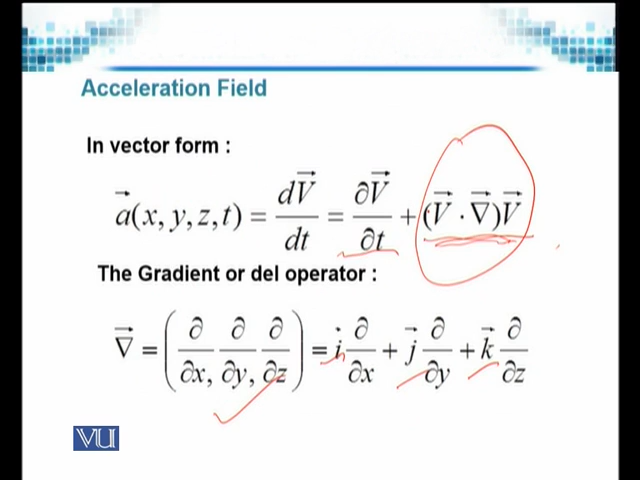 Acceleration Field
In vector form :
a⃗(x, y, z, t) = dV⃗/dt = ∂V⃗/∂t + (V⃗ · ∇⃗)V⃗
The Gradient or del operator :
∇⃗ = (∂/∂x, ∂/∂y, ∂/∂z) = i⃗ ∂/∂x + j⃗ ∂/∂y + k⃗ ∂/∂z
VU